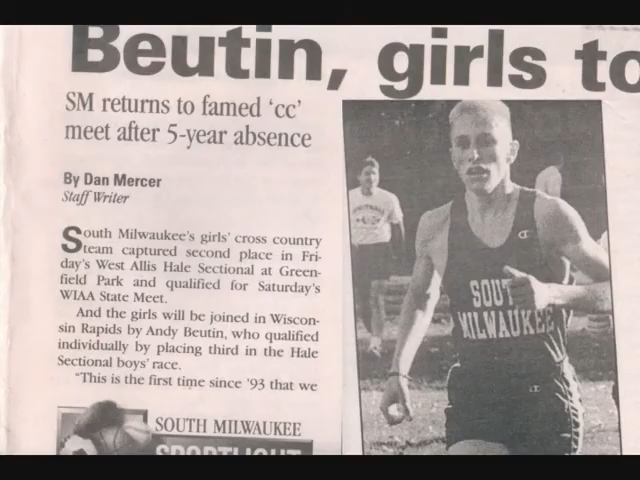 Beutin, girls to
SM returns to famed 'cc'
meet after 5-year absence
By Dan Mercer
Staff Writer
South Milwaukee's girls' cross country
team captured second place in Fri-
day's West Allis Hale Sectional at Green-
field Park and qualified for Saturday's
WIAA State Meet.
And the girls will be joined in Wiscon-
sin Rapids by Andy Beutin, who qualified
individually by placing third in the Hale
Sectional boys' race.
"This is the first time since '93 that we
SOUTH MILWAUKEE
SPORTLIGHT
SOUT
MILWAUKEE